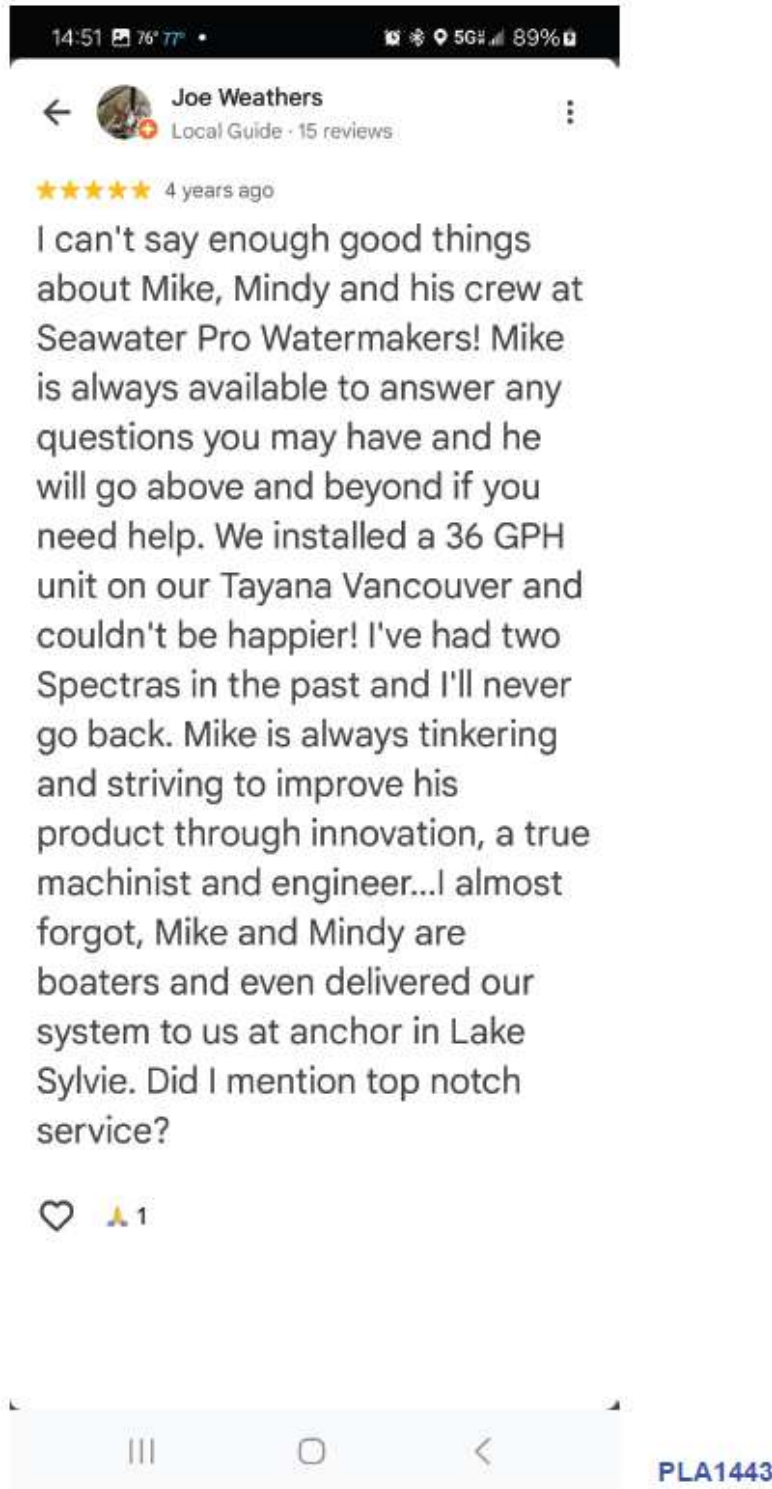 14:51 76° 77° • 5G 89%
Joe Weathers
Local Guide · 15 reviews
4 years ago
I can't say enough good things
about Mike, Mindy and his crew at
Seawater Pro Watermakers! Mike
is always available to answer any
questions you may have and he
will go above and beyond if you
need help. We installed a 36 GPH
unit on our Tayana Vancouver and
couldn't be happier! I've had two
Spectras in the past and I'll never
go back. Mike is always tinkering
and striving to improve his
product through innovation, a true
machinist and engineer...I almost
forgot, Mike and Mindy are
boaters and even delivered our
system to us at anchor in Lake
Sylvie. Did I mention top notch
service?
1
PLA1443